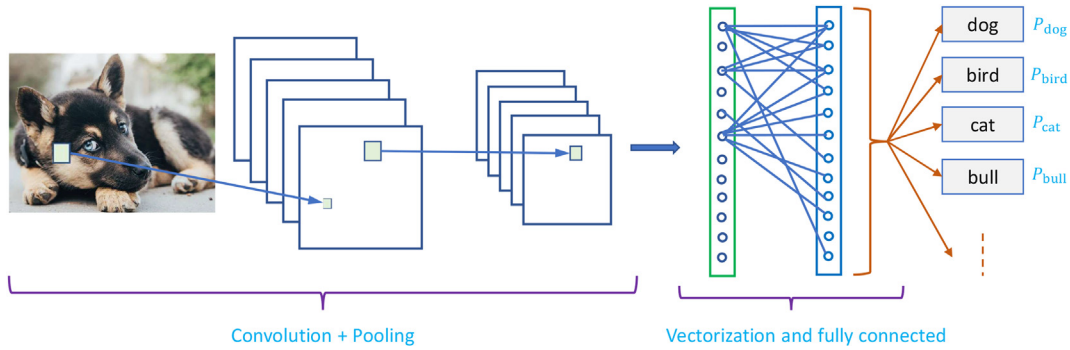 dog P_dog
bird P_bird
cat P_cat
bull P_bull
Convolution + Pooling
Vectorization and fully connected